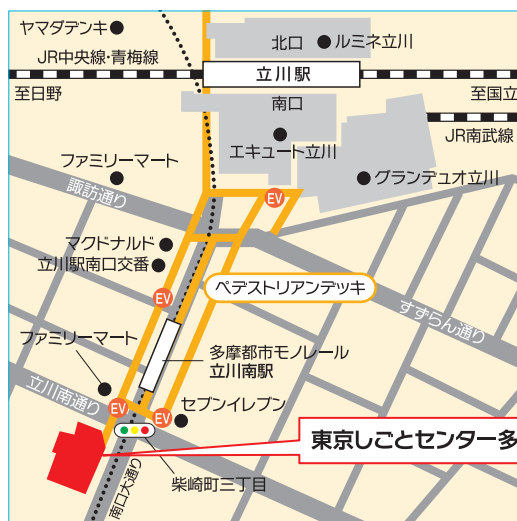 ヤマダデンキ
北口
ルミネ立川
JR中央線・青梅線
立川駅
至日野
至国立
南口
JR南武線
エキュート立川
ファミリーマート
グランデュオ立川
諏訪通り
EV
マクドナルド
立川駅南口交番
ペデストリアンデッキ
EV
すずらん通り
ファミリーマート
多摩都市モノレール
立川南駅
立川南通り
EV
EV
セブンイレブン
東京しごとセンター多
柴崎町三丁目
南口大通り